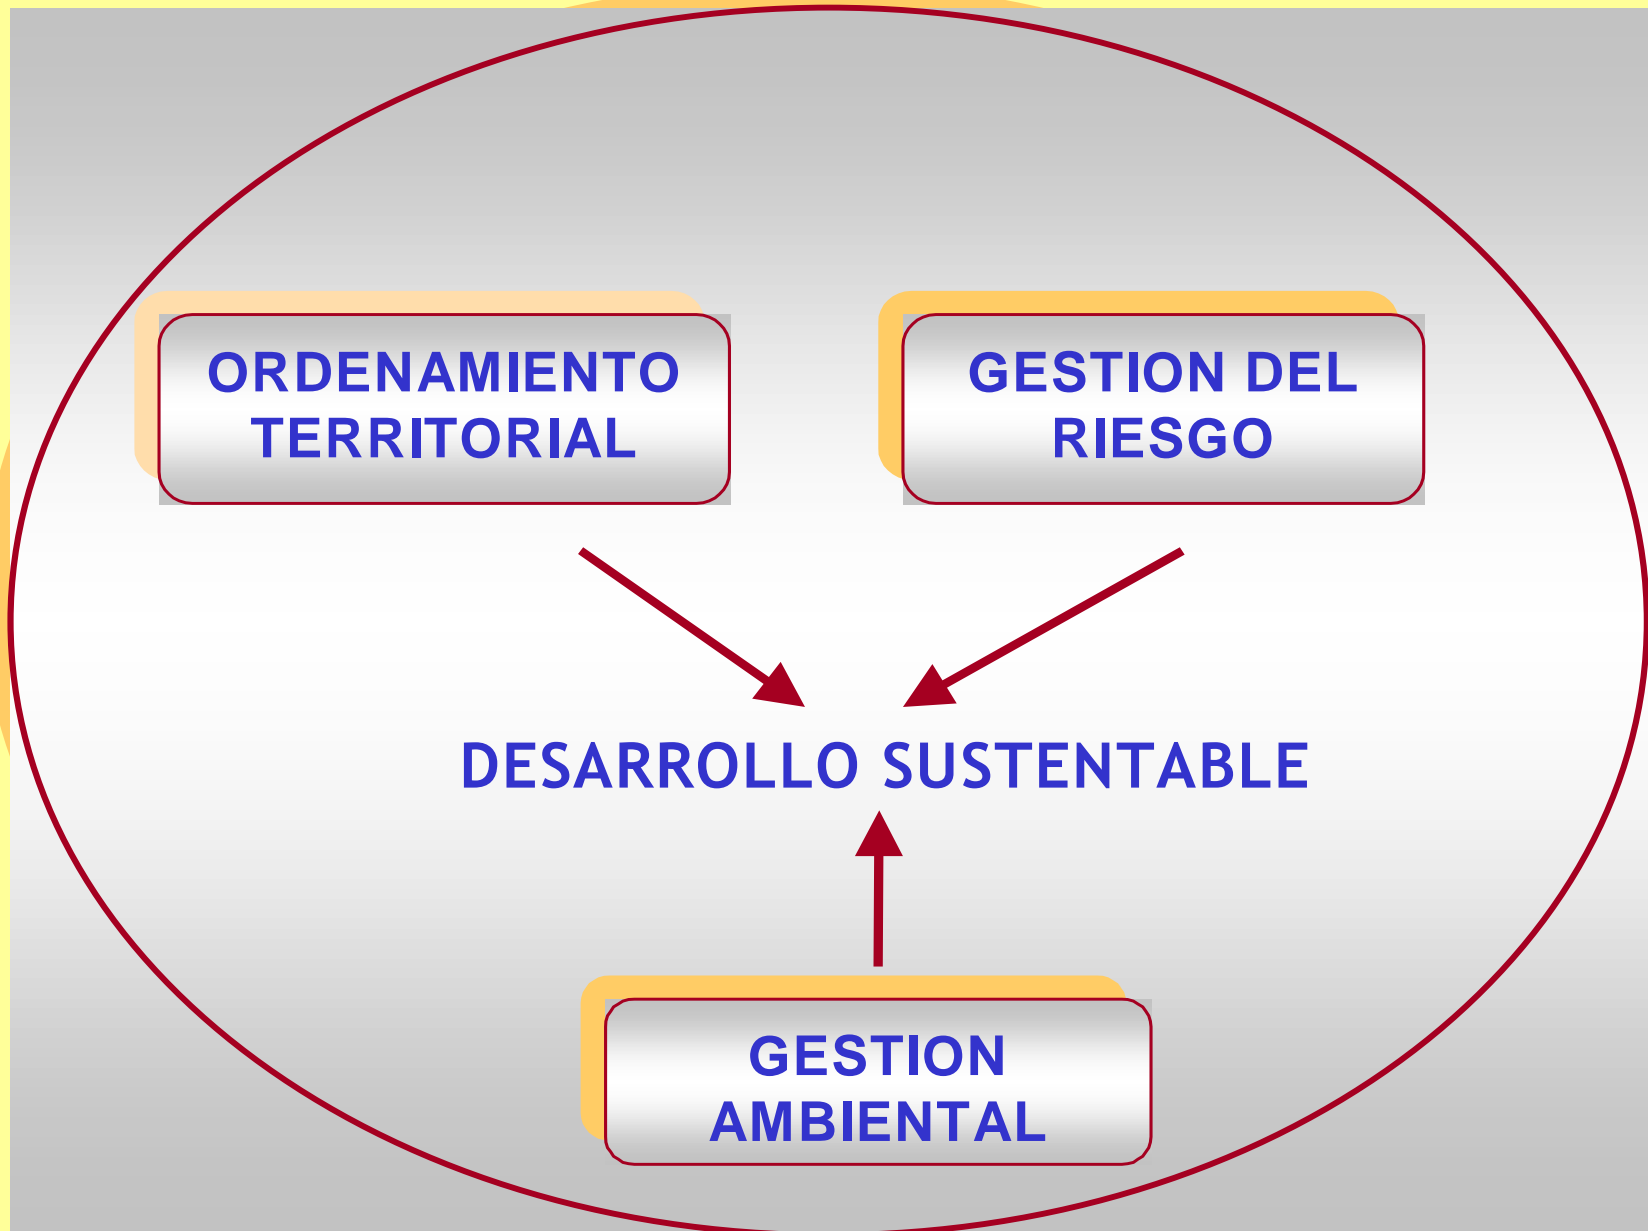 ORDENAMIENTO
TERRITORIAL
GESTION DEL
RIESGO
DESARROLLO SUSTENTABLE
GESTION
AMBIENTAL